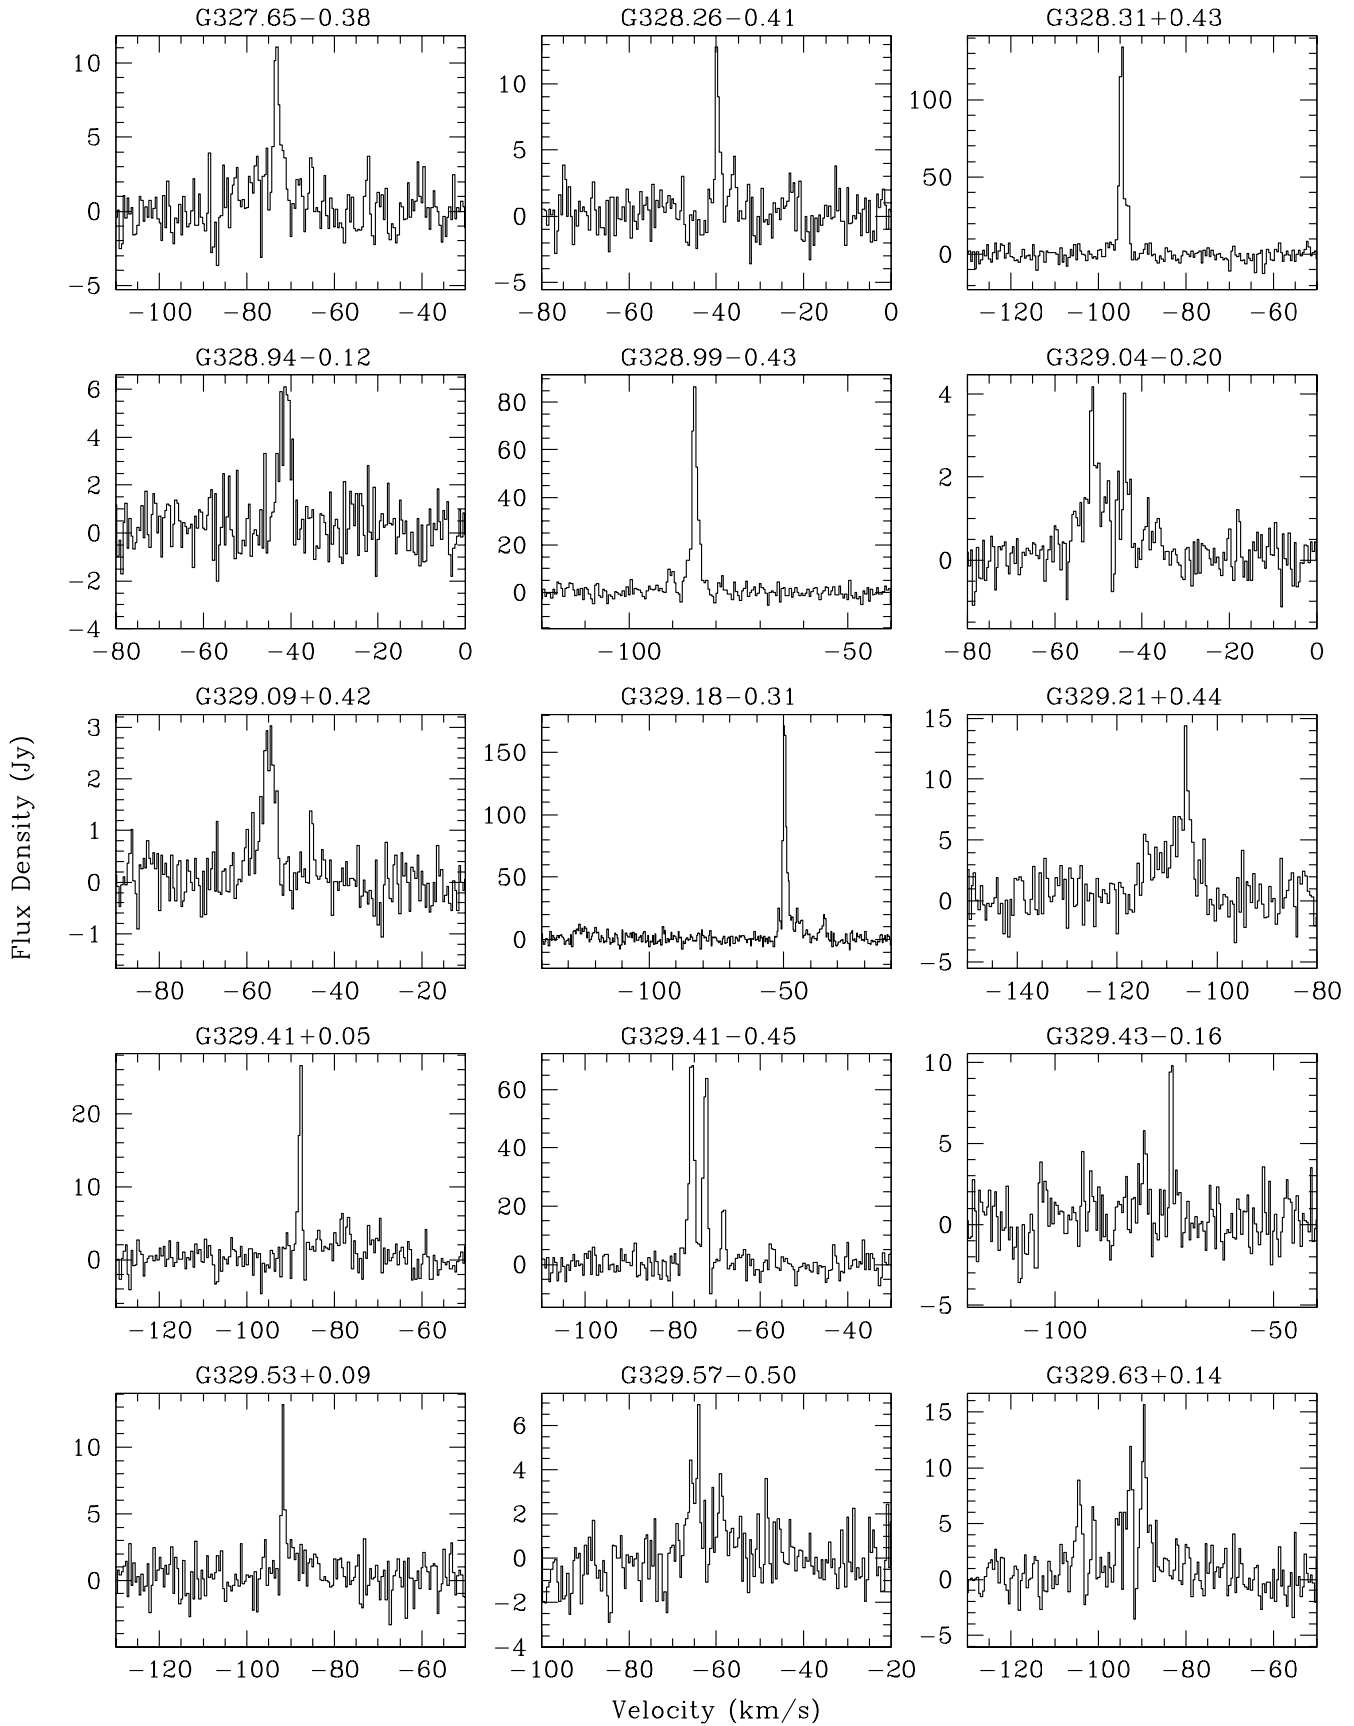 G327.65−0.38
G328.26−0.41
G328.31+0.43
10
5
0
−5
−100 −80 −60 −40
10
5
0
−5
−80 −60 −40 −20 0
100
50
0
−120 −100 −80 −60
G328.94−0.12
G328.99−0.43
G329.04−0.20
6
4
2
0
−2
−4
−80 −60 −40 −20 0
80
60
40
20
0
−100 −50
4
2
0
−80 −60 −40 −20 0
G329.09+0.42
G329.18−0.31
G329.21+0.44
3
2
1
0
−1
−80 −60 −40 −20
150
100
50
0
−100 −50
15
10
5
0
−5
−140 −120 −100 −80
Flux Density (Jy)
G329.41+0.05
G329.41−0.45
G329.43−0.16
20
10
0
−120 −100 −80 −60
60
40
20
0
−100 −80 −60 −40
10
5
0
−5
−100 −50
G329.53+0.09
G329.57−0.50
G329.63+0.14
10
5
0
−120 −100 −80 −60
6
4
2
0
−2
−4
−100 −80 −60 −40 −20
15
10
5
0
−5
−120 −100 −80 −60
Velocity (km/s)